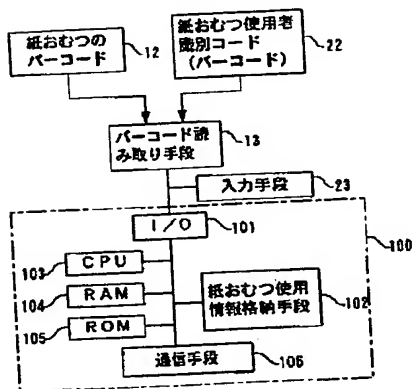 紙おむつの
バーコード
12
紙おむつ使用者
識別コード
(バーコード)
22
バーコード読
み取り手段
13
入力手段
23
I/O
101
100
103
CPU
104
RAM
105
ROM
紙おむつ使用
情報格納手段
102
通信手段
106